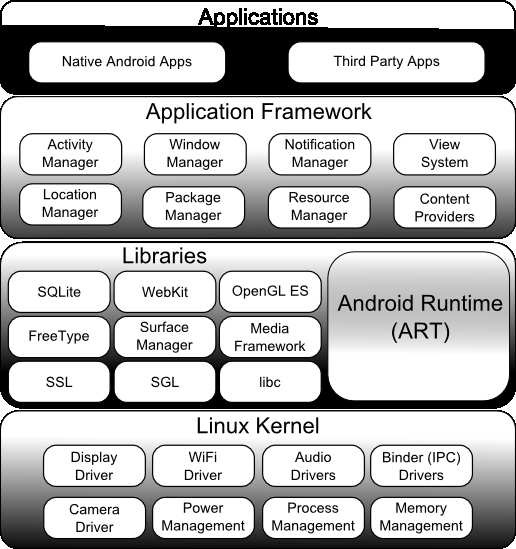 Applications
Native Android Apps
Third Party Apps
Application Framework
Activity
Manager
Window
Manager
Notification
Manager
View
System
Location
Manager
Package
Manager
Resource
Manager
Content
Providers
Libraries
SQLite
WebKit
OpenGL ES
FreeType
Surface
Manager
Media
Framework
SSL
SGL
libc
Android Runtime
(ART)
Linux Kernel
Display
Driver
WiFi
Driver
Audio
Drivers
Binder (IPC)
Drivers
Camera
Driver
Power
Management
Process
Management
Memory
Management